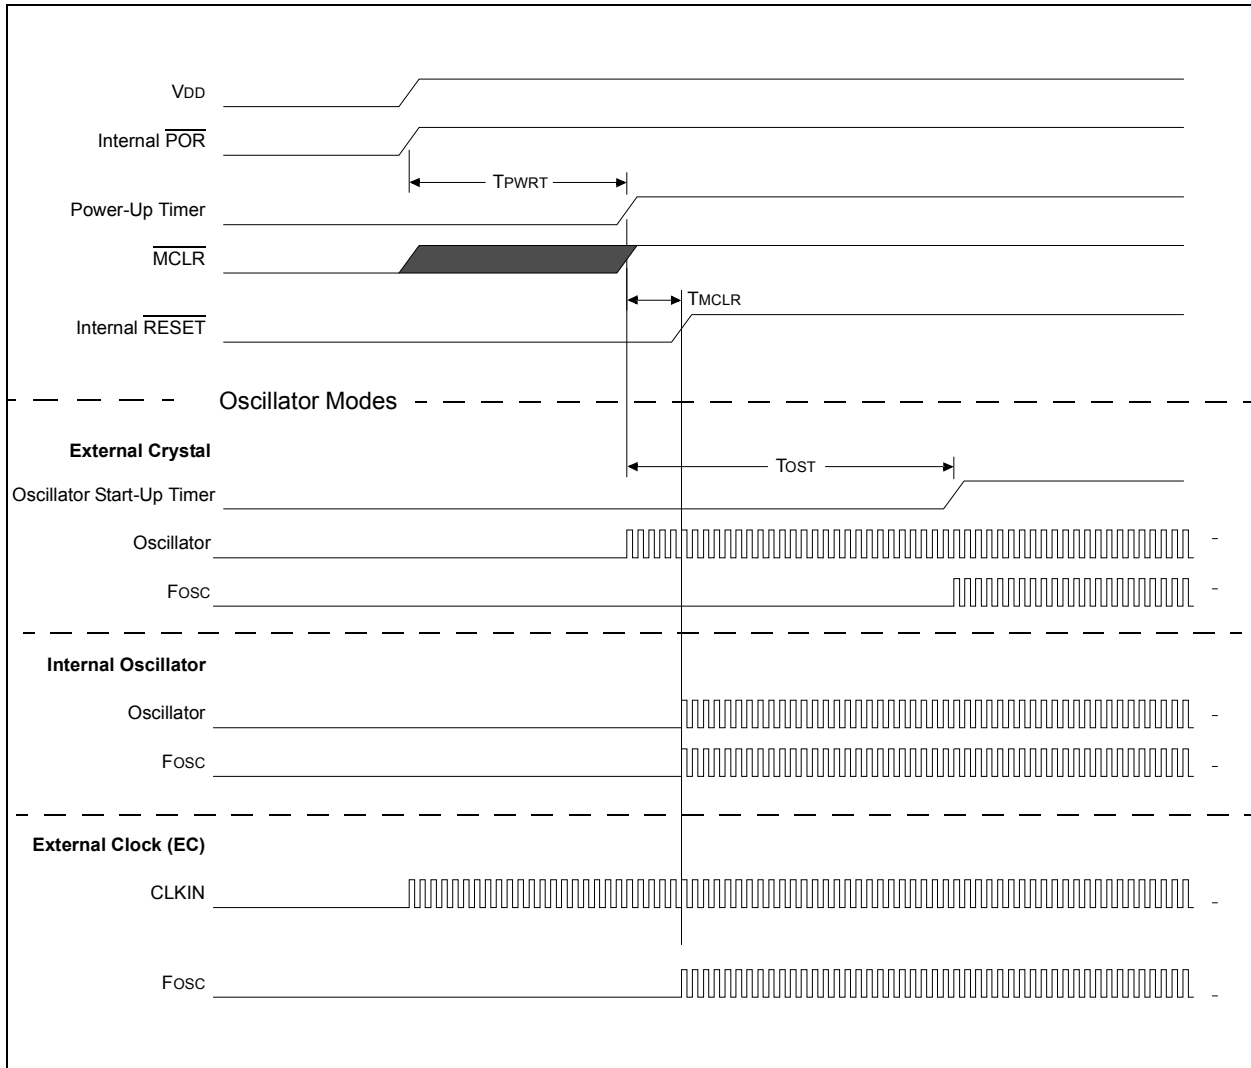 VDD
Internal POR
TPWRT
Power-Up Timer
MCLR
TMCLR
Internal RESET
Oscillator Modes
External Crystal
TOST
Oscillator Start-Up Timer
Oscillator
FOSC
Internal Oscillator
Oscillator
FOSC
External Clock (EC)
CLKIN
FOSC